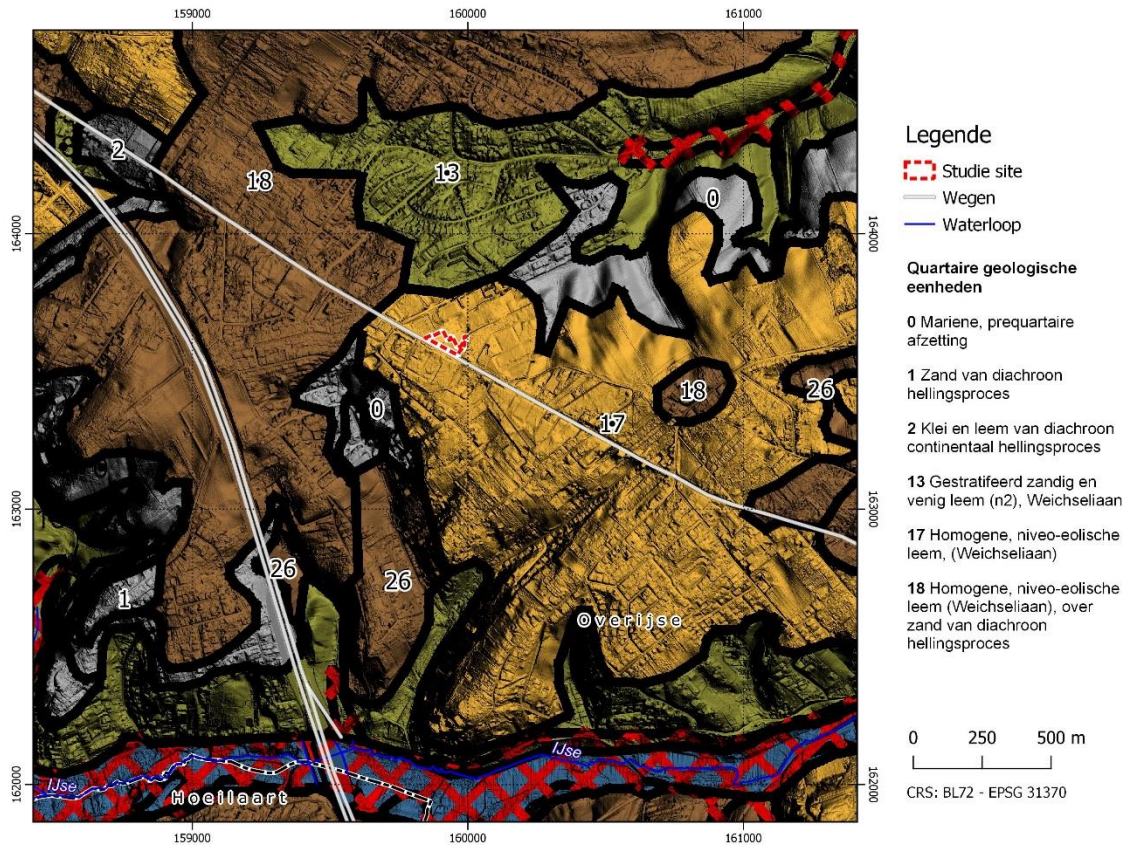 159000
160000
161000
2
18
13
0
164000
164000
18
26
0
17
163000
163000
26
26
1
Overijse
IJse
IJse
162000
162000
Hoeilaart
159000
160000
161000
Legende
Studie site
Wegen
Waterloop
Quartaire geologische
eenheden
0 Mariene, prequartaire
afzetting
1 Zand van diachroon
hellingsproces
2 Klei en leem van diachroon
continentaal hellingsproces
13 Gestratifeerd zandig en
venig leem (n2), Weichseliaan
17 Homogene, niveo-eolische
leem, (Weichseliaan)
18 Homogene, niveo-eolische
leem (Weichseliaan), over
zand van diachroon
hellingsproces
0 250 500 m
CRS: BL72 - EPSG 31370